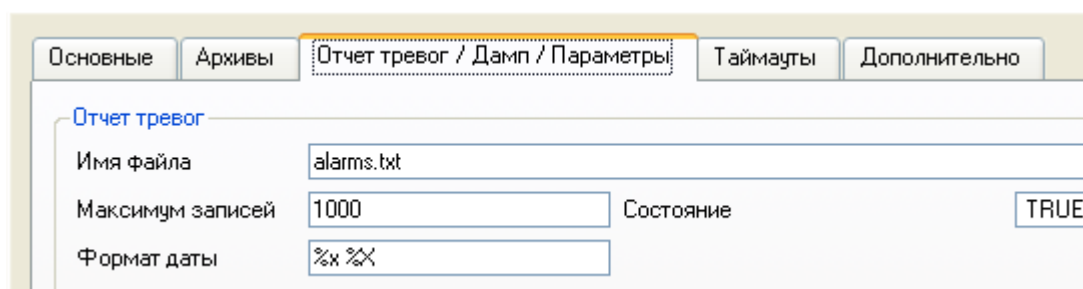 Основные Архивы Отчет тревог / Дамп / Параметры Таймауты Дополнительно
Отчет тревог
Имя файла alarms.txt
Максимум записей 1000 Состояние TRUE
Формат даты %x %X